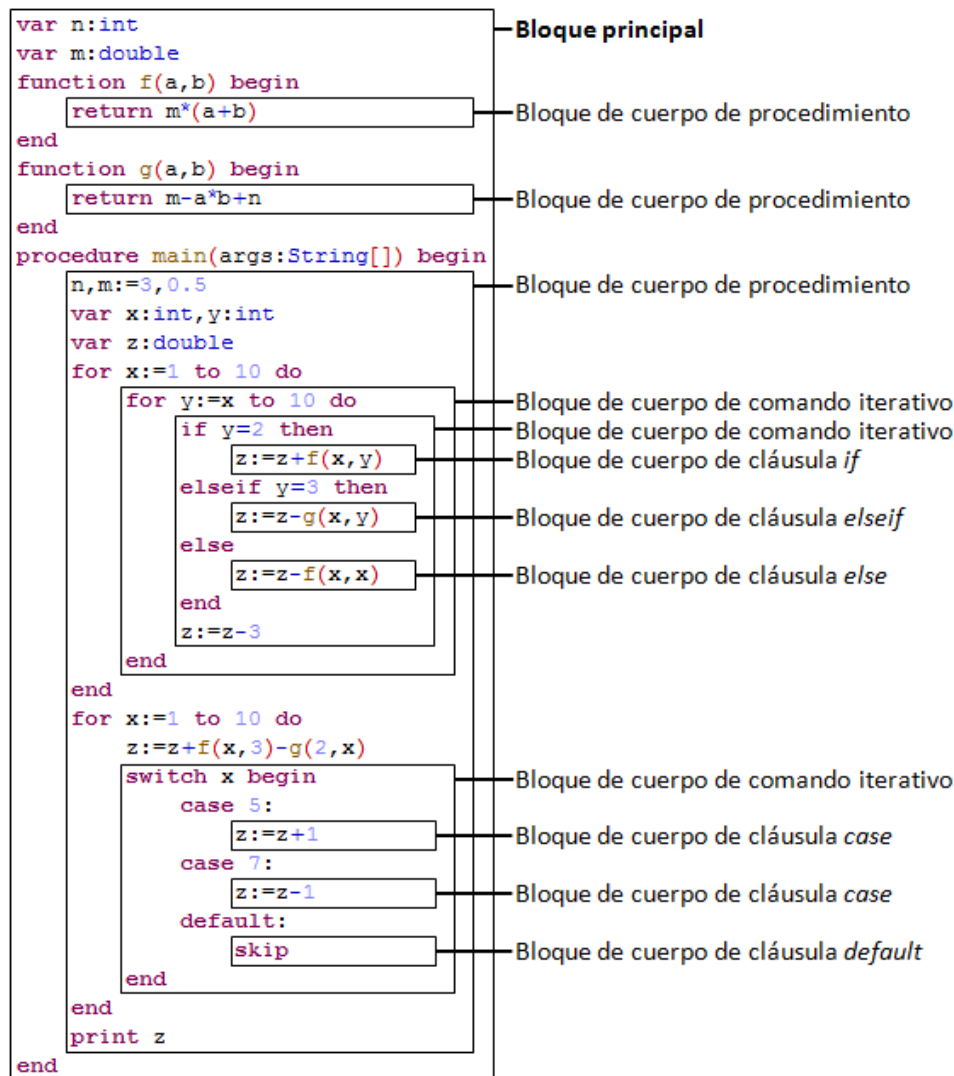 var n:int Bloque principal
var m:double
function f(a,b) begin
return m*(a+b) Bloque de cuerpo de procedimiento
end
function g(a,b) begin
return m-a*b+n Bloque de cuerpo de procedimiento
end
procedure main(args:String[]) begin
n,m:=3,0.5 Bloque de cuerpo de procedimiento
var x:int,y:int
var z:double
for x:=1 to 10 do
for y:=x to 10 do Bloque de cuerpo de comando iterativo
if y=2 then Bloque de cuerpo de comando iterativo
z:=z+f(x,y) Bloque de cuerpo de cláusula if
elseif y=3 then
z:=z-g(x,y) Bloque de cuerpo de cláusula elseif
else
z:=z-f(x,x) Bloque de cuerpo de cláusula else
end
z:=z-3
end
end
for x:=1 to 10 do
z:=z+f(x,3)-g(2,x)
switch x begin Bloque de cuerpo de comando iterativo
case 5:
z:=z+1 Bloque de cuerpo de cláusula case
case 7:
z:=z-1 Bloque de cuerpo de cláusula case
default:
skip Bloque de cuerpo de cláusula default
end
end
print z
end